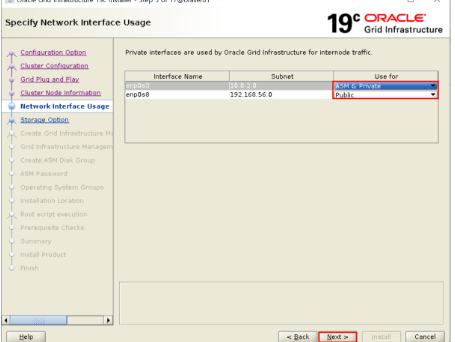 Oracle Grid Infrastructure 19c Installer - Step 5 of 17@olaver01
Specify Network Interface Usage
19c ORACLE
Grid Infrastructure
Configuration Option
Cluster Configuration
Grid Plug and Play
Cluster Node Information
Network Interface Usage
Storage Option
Create Grid Infrastructure Ma
Grid Infrastructure Managem
Create ASM Disk Group
ASM Password
Operating System Groups
Installation Location
Root script execution
Prerequisite Checks
Summary
Install Product
Finish
Private interfaces are used by Oracle Grid Infrastructure for internode traffic.
Interface Name Subnet Use for
enp0s3 10.0.2.0 ASM & Private
enp0s8 192.168.56.0 Public
Help < Back Next > Install Cancel